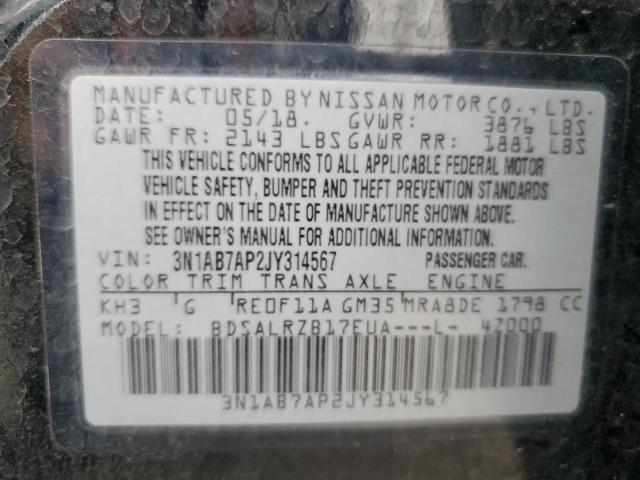 MANUFACTURED BY NISSAN MOTOR CO., LTD.
DATE: 05/18. GVWR: 3876 LBS
GAWR FR: 2143 LBS GAWR RR: 1881 LBS
THIS VEHICLE CONFORMS TO ALL APPLICABLE FEDERAL MOTOR
VEHICLE SAFETY, BUMPER AND THEFT PREVENTION STANDARDS
IN EFFECT ON THE DATE OF MANUFACTURE SHOWN ABOVE.
SEE OWNER'S MANUAL FOR ADDITIONAL INFORMATION.
VIN: 3N1AB7AP2JY314567 PASSENGER CAR.
COLOR TRIM TRANS AXLE ENGINE
KH3 G RE0F11A GM35 MRA8DE 1798 CC
MODEL: BDSALRZB17EUA---L- 4Z000
3N1AB7AP2JY314567